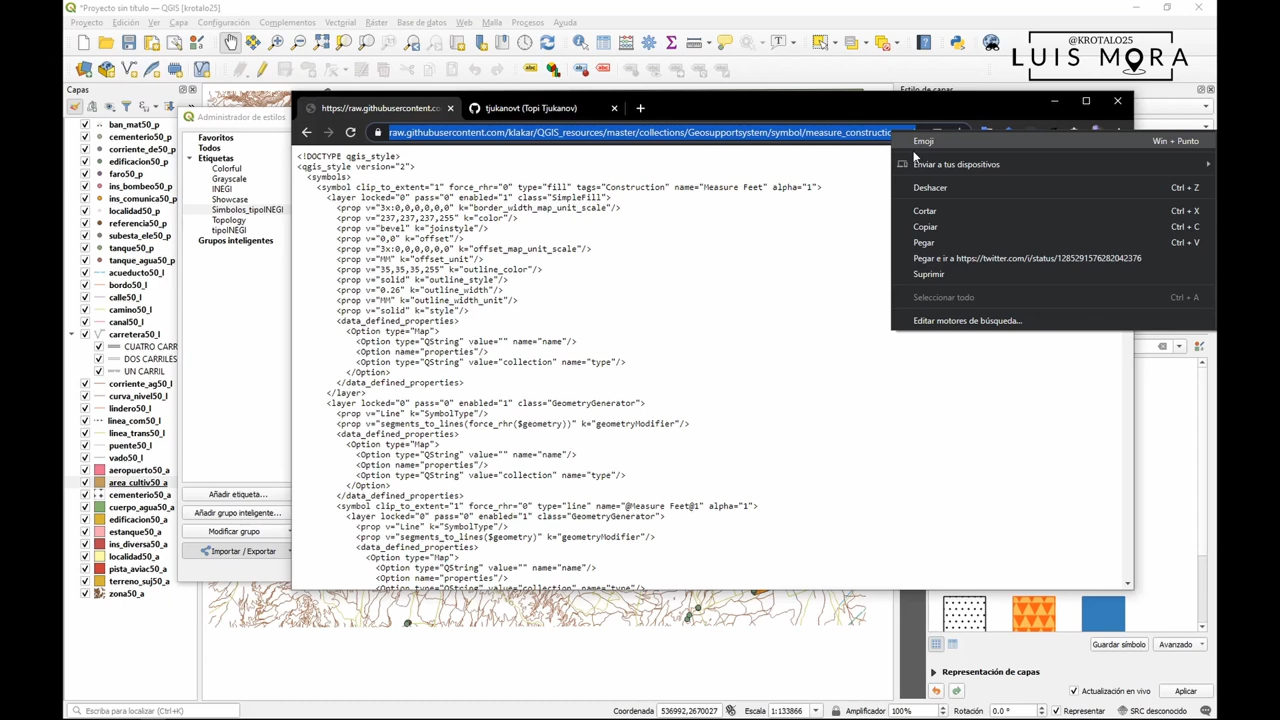 *Proyecto sin título — QGIS [krotalo25]
Proyecto Edición Ver Capa Configuración Complementos Vectorial Ráster Base de datos Web Malla Procesos Ayuda
@KROTALO25
LUIS MORA
Capas
ban_mat50_p
cementerio50_p
corriente_de50_p
edificacion50_p
faro50_p
ins_bombeo50_p
ins_comunica50_p
localidad50_p
referencia50_p
subesta_ele50_p
tanque50_p
tanque_agua50_p
acueducto50_l
bordo50_l
calle50_l
camino50_l
canal50_l
carretera50_l
CUATRO CARR
DOS CARRILES
UN CARRIL
corriente_ag50_l
curva_nivel50_l
lindero50_l
linea_com50_l
linea_trans50_l
puente50_l
vado50_l
aeropuerto50_a
area_cultiv50_a
cementerio50_a
cuerpo_agua50_a
edificacion50_a
estanque50_a
ins_diversa50_a
localidad50_a
pista_aviac50_a
terreno_suj50_a
zona50_a
Administrador de estilos
Favoritos
Todos
Etiquetas
Colorful
Grayscale
INEGI
Showcase
Simbolos_tipoINEGI
Topology
tipoINEGI
Grupos inteligentes
Añadir etiqueta...
Añadir grupo inteligente...
Modificar grupo
Importar / Exportar
https://raw.githubusercontent.co
tjukanovt (Topi Tjukanov)
raw.githubusercontent.com/klakar/QGIS_resources/master/collections/Geosupportsystem/symbol/measure_constructio
<!DOCTYPE qgis_style>
<qgis_style version="2">
<symbols>
<symbol clip_to_extent="1" force_rhr="0" type="fill" tags="Construction" name="Measure Feet" alpha="1">
<layer locked="0" pass="0" enabled="1" class="SimpleFill">
<prop v="3x:0,0,0,0,0,0" k="border_width_map_unit_scale"/>
<prop v="237,237,237,255" k="color"/>
<prop v="bevel" k="joinstyle"/>
<prop v="0,0" k="offset"/>
<prop v="3x:0,0,0,0,0,0" k="offset_map_unit_scale"/>
<prop v="MM" k="offset_unit"/>
<prop v="35,35,35,255" k="outline_color"/>
<prop v="solid" k="outline_style"/>
<prop v="0.26" k="outline_width"/>
<prop v="MM" k="outline_width_unit"/>
<prop v="solid" k="style"/>
<data_defined_properties>
<Option type="Map">
<Option type="QString" value="" name="name"/>
<Option name="properties"/>
<Option type="QString" value="collection" name="type"/>
</Option>
</data_defined_properties>
</layer>
<layer locked="0" pass="0" enabled="1" class="GeometryGenerator">
<prop v="Line" k="SymbolType"/>
<prop v="segments_to_lines(force_rhr($geometry))" k="geometryModifier"/>
<data_defined_properties>
<Option type="Map">
<Option type="QString" value="" name="name"/>
<Option name="properties"/>
<Option type="QString" value="collection" name="type"/>
</Option>
</data_defined_properties>
<symbol clip_to_extent="1" force_rhr="0" type="line" name="@Measure Feet@1" alpha="1">
<layer locked="0" pass="0" enabled="1" class="GeometryGenerator">
<prop v="Line" k="SymbolType"/>
<prop v="segments_to_lines($geometry)" k="geometryModifier"/>
<data_defined_properties>
<Option type="Map">
<Option type="QString" value="" name="name"/>
<Option name="properties"/>
<Option type="QString" value="collection" name="type"/>
Emoji Win + Punto
Enviar a tus dispositivos
Deshacer Ctrl + Z
Cortar Ctrl + X
Copiar Ctrl + C
Pegar Ctrl + V
Pegar e ir a https://twitter.com/i/status/1285291576282042376
Suprimir
Seleccionar todo Ctrl + A
Editar motores de búsqueda...
Guardar símbolo Avanzado
Representación de capas
Actualización en vivo Aplicar
Escriba para localizar (Ctrl+K) Coordenada 536992,2670027 Escala 1:133866 Amplificador 100% Rotación 0.0 ° Representar SRC desconocido